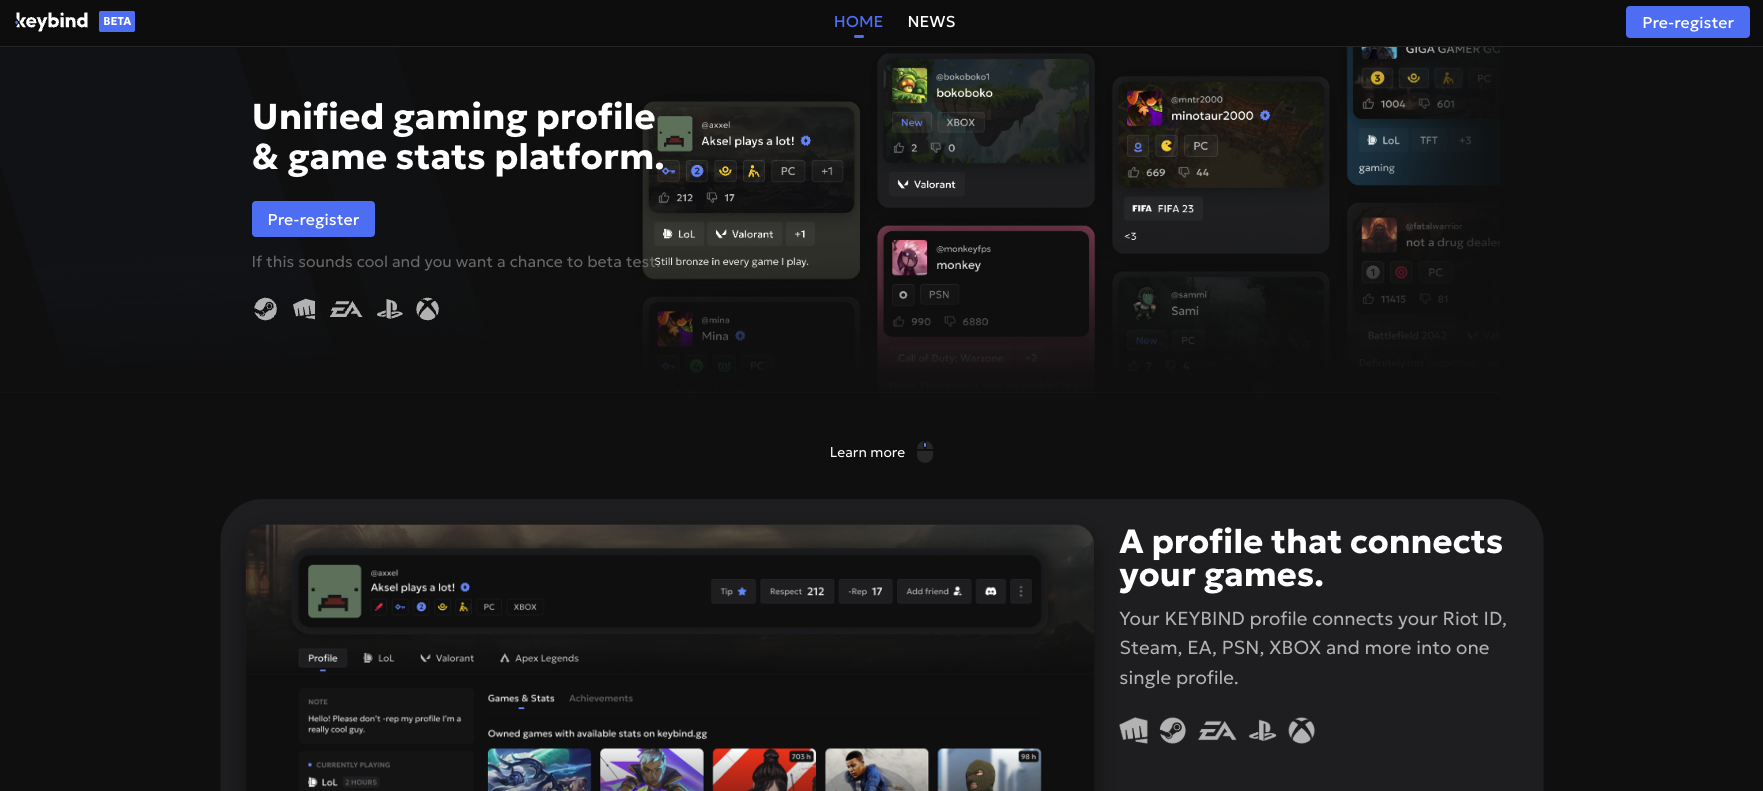 keybind BETA
HOME
NEWS
Pre-register
Unified gaming profile
& game stats platform.
Pre-register
If this sounds cool and you want a chance to beta test
@axxel
Aksel plays a lot!
2
PC
+1
212
17
LoL
Valorant
+1
Still bronze in every game I play.
@mina
Mina
PC
@bokoboko1
bokoboko
New
XBOX
2
0
Valorant
@monkeyfps
monkey
PSN
990
6880
Call of Duty: Warzone
+2
@mntr2000
minotaur2000
PC
669
44
FIFA FIFA 23
<3
@sammi
Sami
New
PC
7
GIGA GAMER
3
PC
1004
601
LoL
TFT
+3
gaming
@fatalwarrior
not a drug dealer
1
PC
11415
81
Battlefield 2042
Learn more
@axxel
Aksel plays a lot!
2
PC
XBOX
Tip
Respect 212
-Rep 17
Add friend
Profile
LoL
Valorant
Apex Legends
NOTE
Hello! Please don't -rep my profile I'm a
really cool guy.
CURRENTLY PLAYING
LoL 2 HOURS
Games & Stats
Achievements
Owned games with available stats on keybind.gg
703 h
98 h
A profile that connects
your games.
Your KEYBIND profile connects your Riot ID,
Steam, EA, PSN, XBOX and more into one
single profile.